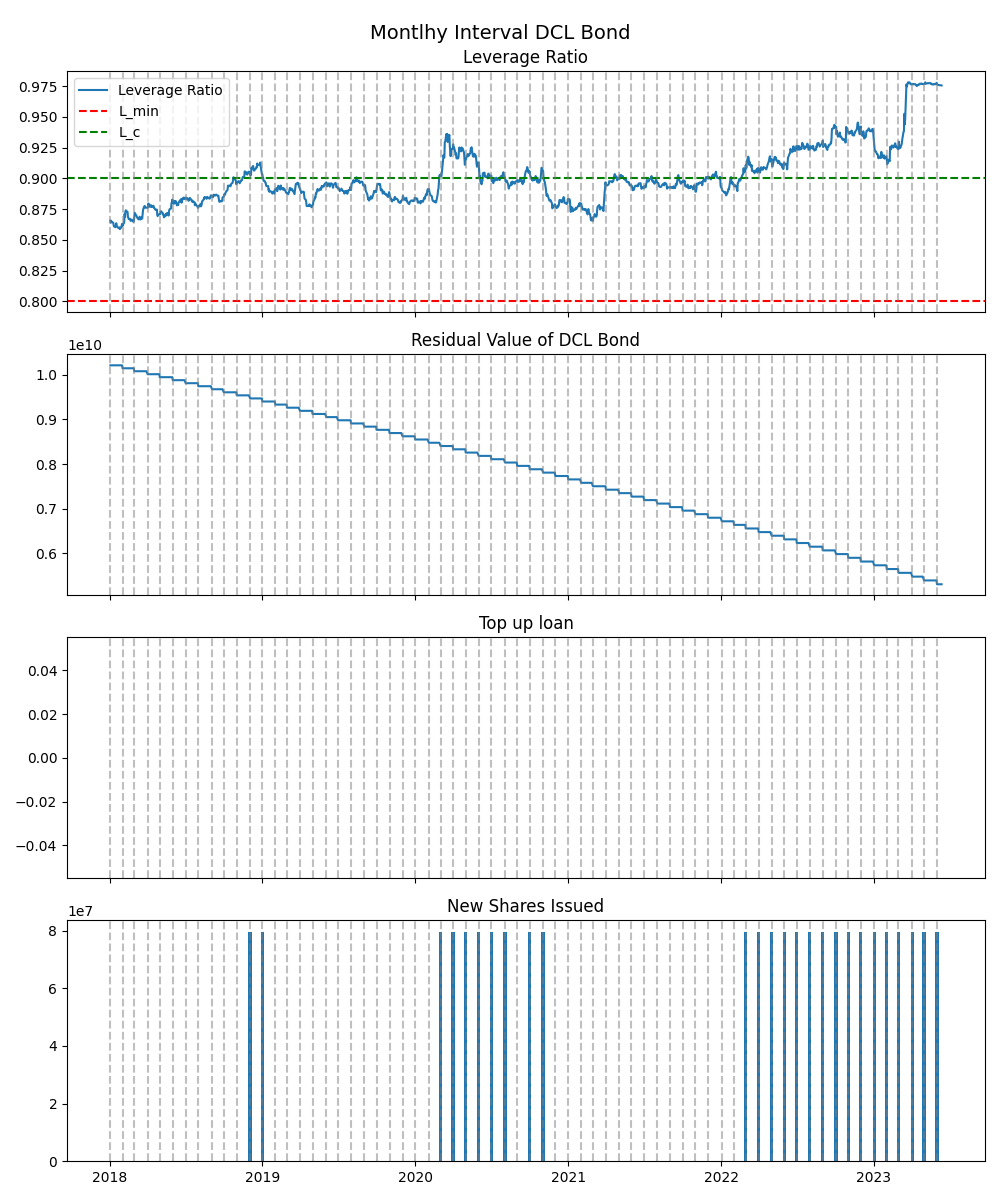 Montlhy Interval DCL Bond
Leverage Ratio
0.975
0.950
0.925
0.900
0.875
0.850
0.825
0.800
Leverage Ratio
L_min
L_c
Residual Value of DCL Bond
1e10
1.0
0.9
0.8
0.7
0.6
Top up loan
0.04
0.02
0.00
−0.02
−0.04
New Shares Issued
1e7
8
6
4
2
0
2018 2019 2020 2021 2022 2023